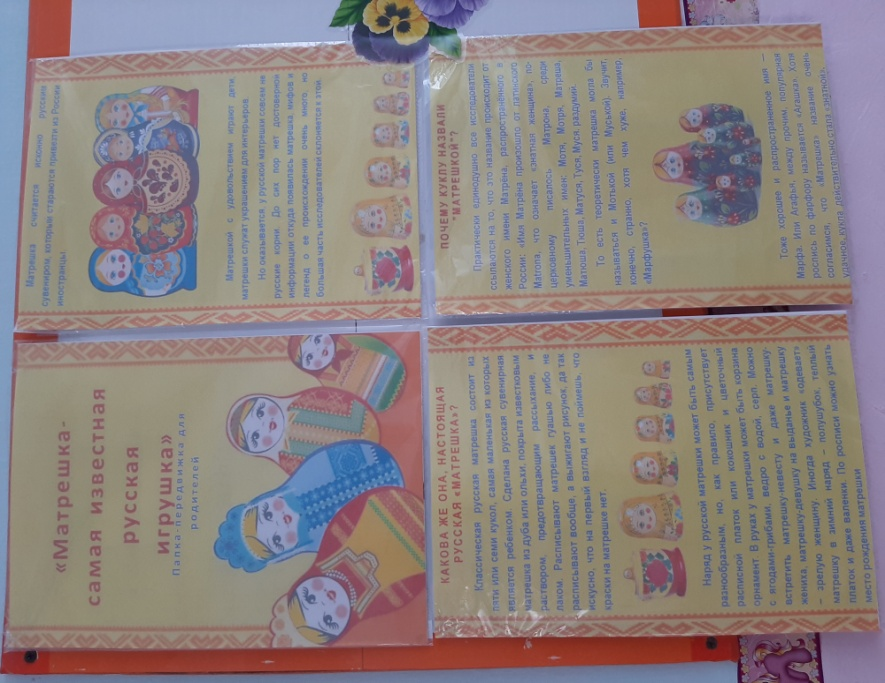 «Матрешка-
самая известная
русская
игрушка»
Папка-передвижка для
родителей
Матрешка считается исконно русским
сувениром, который стараются привезти из России
иностранцы.
Матрешкой с удовольствием играют дети,
матрешки служат украшением для интерьеров.
Но оказывается, у русской матрешки совсем не
русские корни. До сих пор нет достоверной
информации откуда появилась матрешка, мифов и
легенд о ее происхождении очень много, но
большая часть исследователей склоняется к этой.
КАКОВА ЖЕ ОНА, НАСТОЯЩАЯ
РУССКАЯ «МАТРЕШКА»?
Классическая русская матрешка состоит из
пяти или семи кукол, самая маленькая из которых
является ребенком. Сделана русская сувенирная
матрешка из дуба или ольхи, покрыта известковым
раствором, предотвращающим рассыхание, и
лаком. Расписывают матрешек гуашью либо не
расписывают вообще, а выжигают рисунок, да так
искусно, что на первый взгляд и не поймешь, что
краски на матрешке нет.
Наряд у русской матрешки может быть самым
разнообразным, но как правило, присутствует
расписной платок или кокошник и цветочный
орнамент. В руках у матрешки может быть корзина
с ягодами-грибами, ведро с водой, серп. Можно
встретить матрешку-невесту и даже матрешку-
жениха, матрешку-девушку на выданье и матрешку
– зрелую женщину. Иногда художник «одевает»
матрешку в зимний наряд – полушубок, теплый
платок и даже валенки. По росписи можно узнать
место рождения матрешки
ПОЧЕМУ КУКЛУ НАЗВАЛИ
"МАТРЕШКОЙ"?
Практически единодушно все исследователи
ссылаются на то, что это название происходит от
женского имени Матрёна, распространённого в
России: «Имя Матрёна произошло от латинского
Matrona, что означает «знатная женщина», по-
церковному писалось Матрона, среди
уменьшительных имен: Мотя, Мотря, Матрёша,
Матюша, Тюша, Матуся, Туся, Муся.
То есть, теоретически матрешка могла бы
называться и Мотькой (или Муськой). Звучит,
конечно, странно, хотя чем хуже, например,
«Марфушка»?
Тоже хорошее и распространенное имя —
Марфа. Или Агафья, между прочим, популярная
роспись по фарфору называется «Агашка». Хотя
согласимся, что «Матрешка» название очень
удачное, кукла действительно стала «знатной».